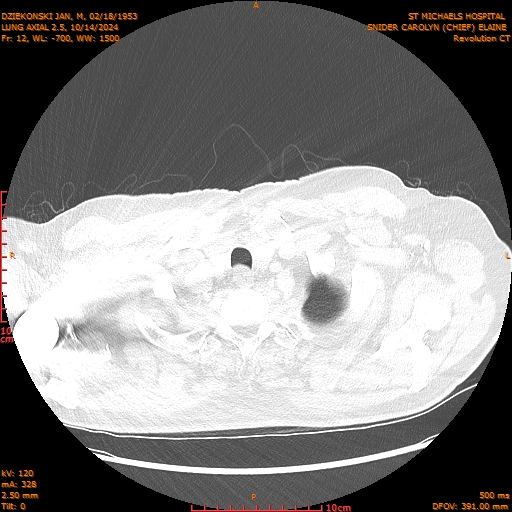 A
DZIEKONSKI JAN, M, 02/18/1953
ST MICHAELS HOSPITAL
LUNG AXIAL 2.5, 10/14/2024
SNIDER CAROLYN (CHIEF) ELAINE
Fr: 12, WL: -700, WW: 1500
Revolution CT
R
L
10
cm
kV: 120
mA: 328
2.50 mm
500 ms
Tilt: 0
P
10cm
DFOV: 391.00 mm